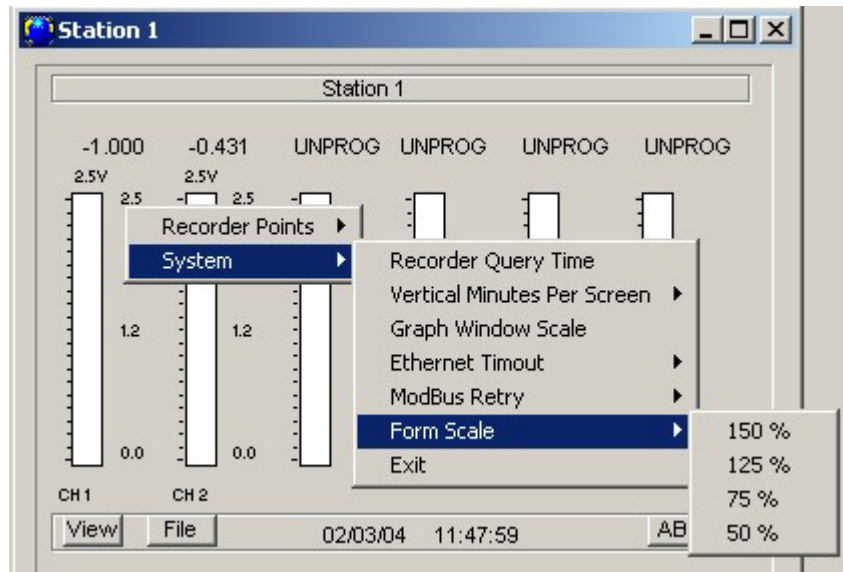 Station 1
Station 1
-1.000 -0.431 UNPROG UNPROG UNPROG UNPROG
2.5V 2.5V
2.5 2.5
Recorder Points
System
Recorder Query Time
Vertical Minutes Per Screen
Graph Window Scale
Ethernet Timout
ModBus Retry
Form Scale
Exit
150 %
125 %
75 %
50 %
1.2 1.2
0.0 0.0
CH 1 CH 2
View File 02/03/04 11:47:59 AB